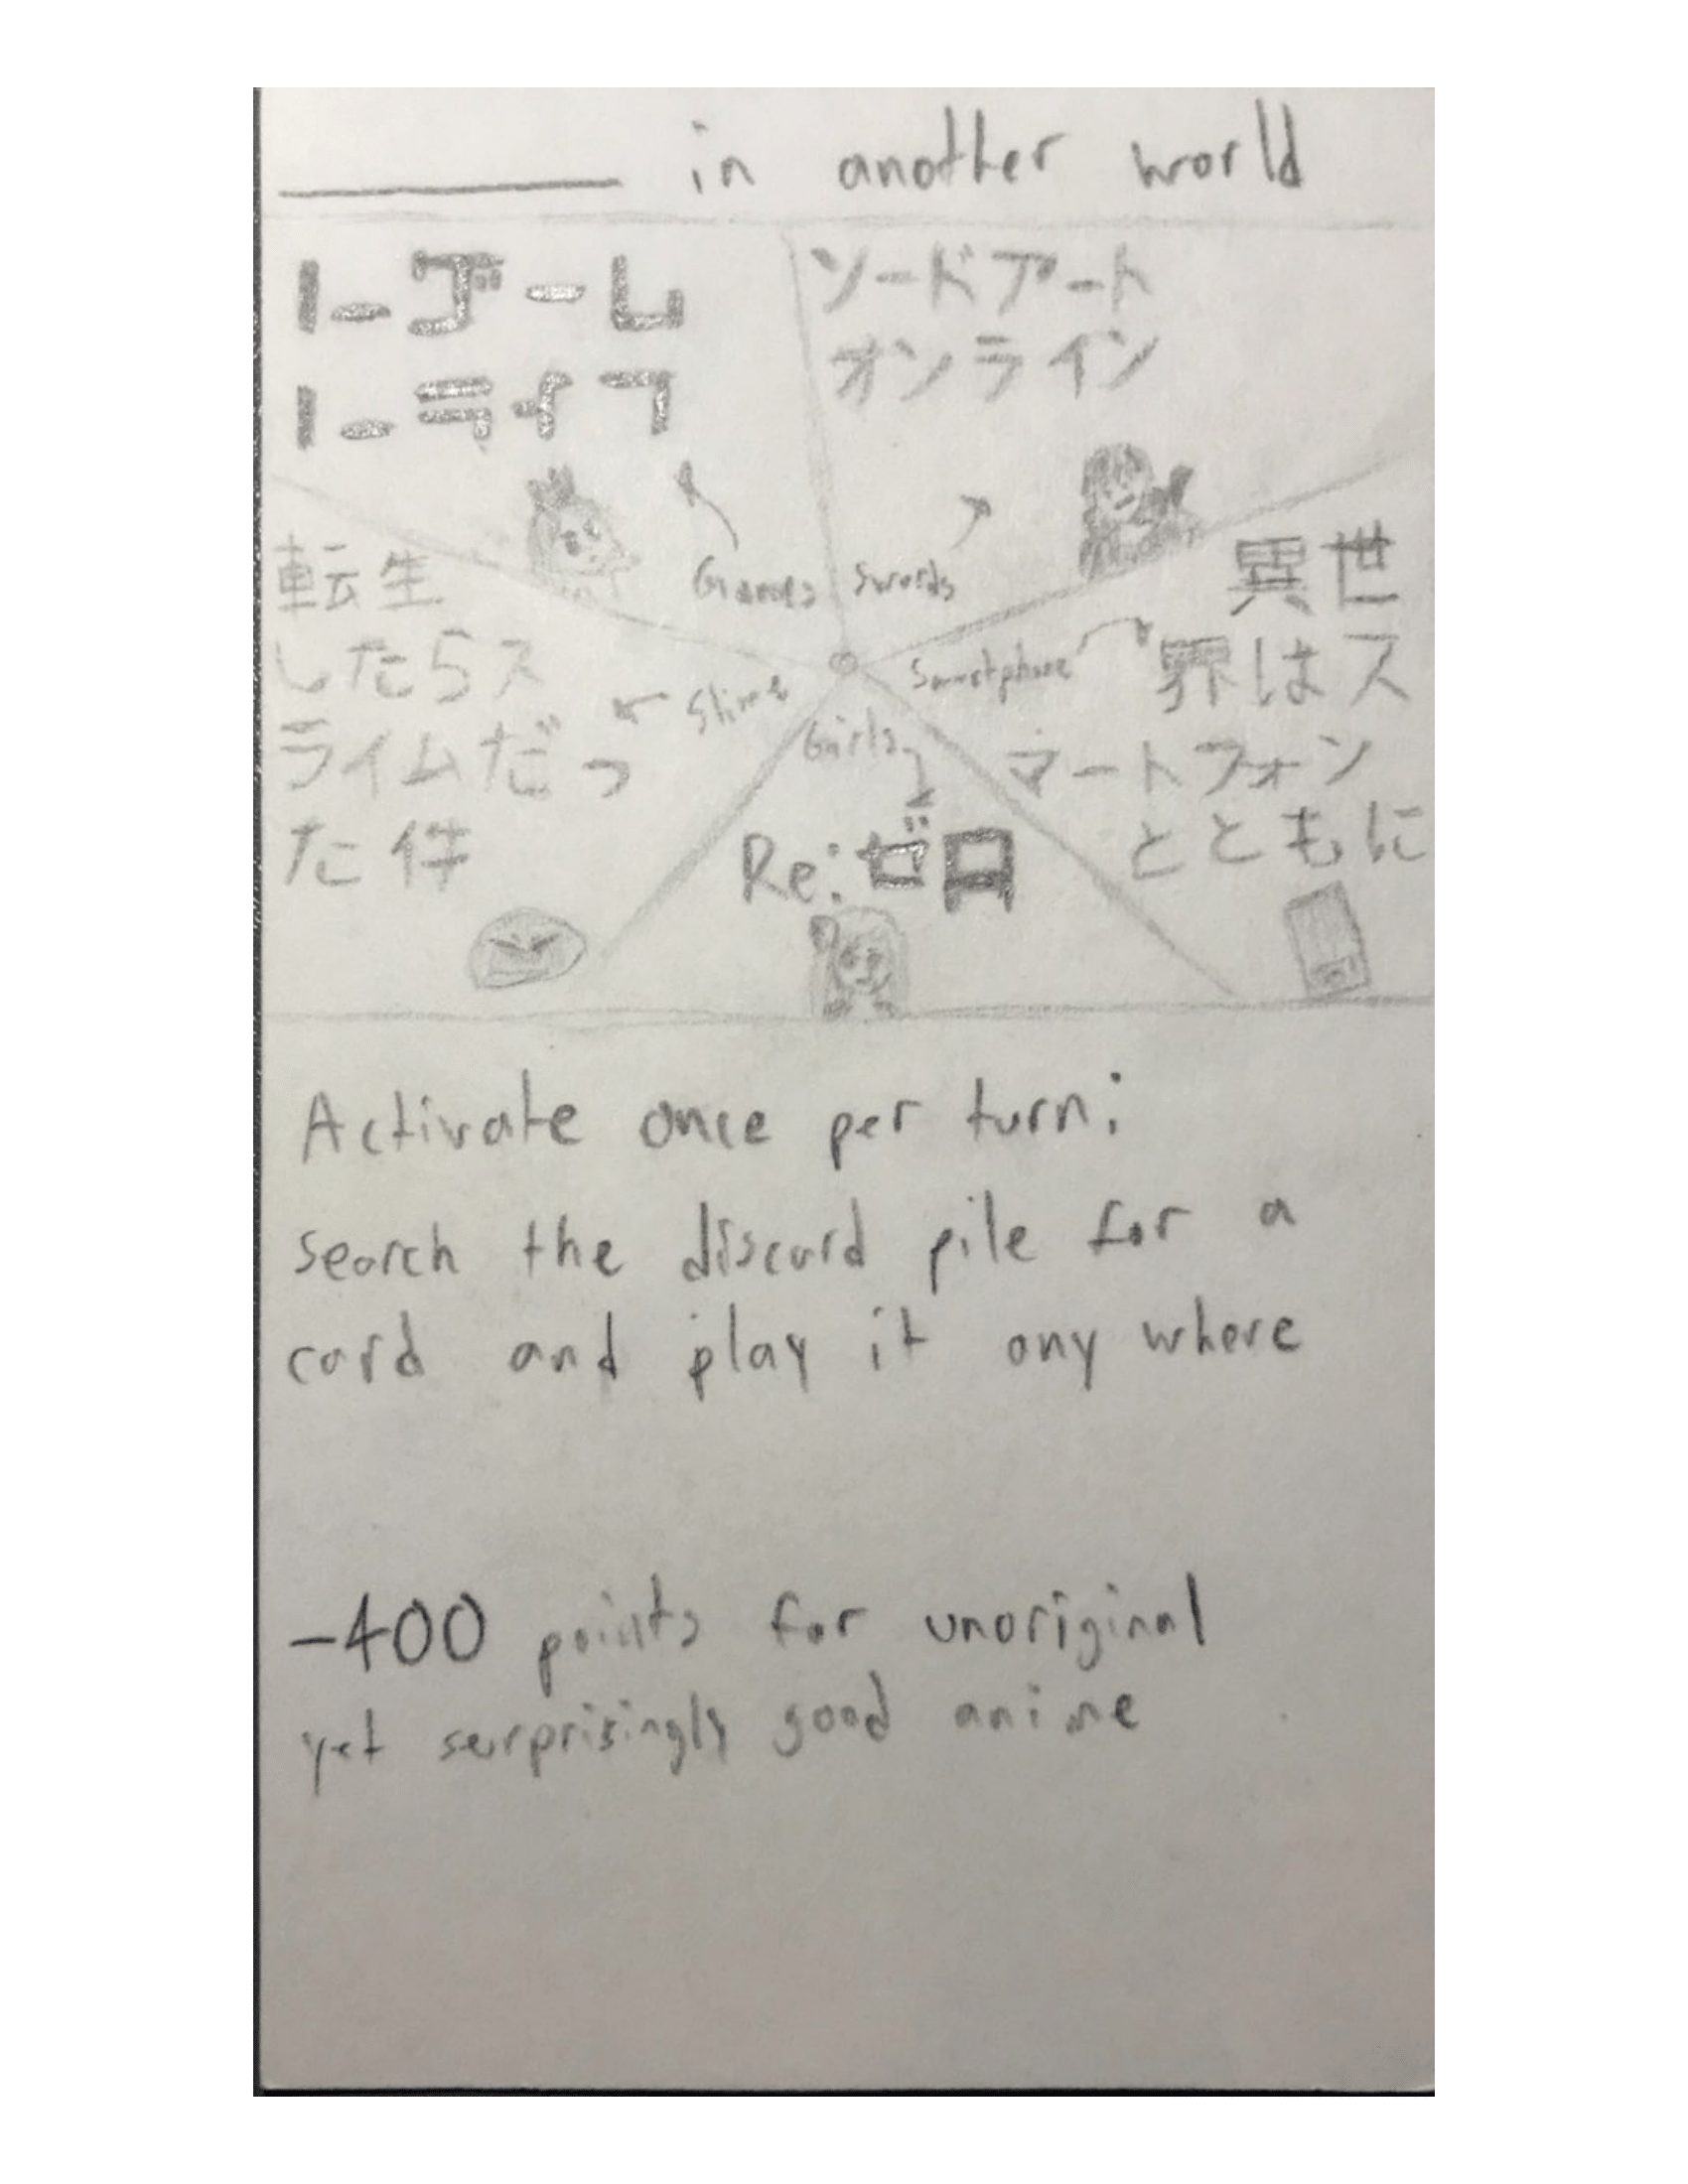 ______ in another world
ノーゲーム
ノーライフ
ソードアート
オンライン
Games
Swords
転生
したらス
ライムだっ
た件
Slime
Smartphone
異世
界はス
マートフォン
とともに
Girls
Re:ゼロ
Activate once per turn:
search the discard pile for a
card and play it any where
-400 points for unoriginal
yet surprisingly good anime